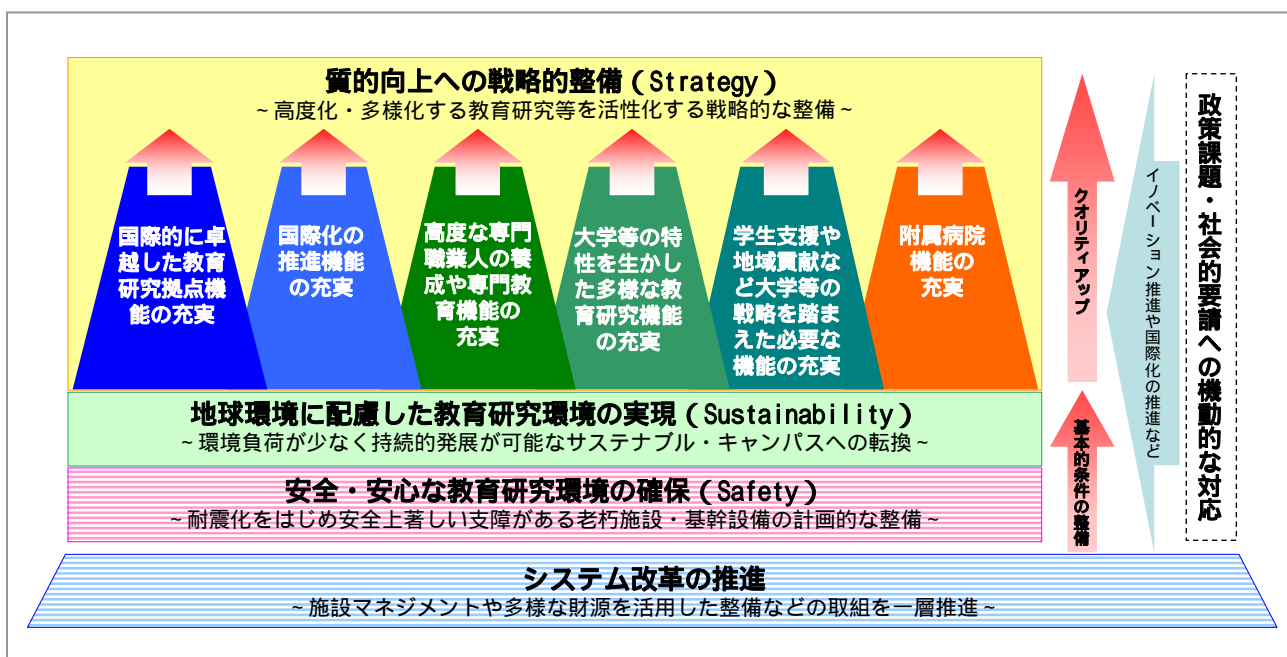 質的向上への戦略的整備（Strategy）
~高度化・多様化する教育研究等を活性化する戦略的な整備~
国際的に卓
越した教育
研究拠点機
能の充実
国際化の
推進機能
の充実
高度な専門
職業人の養
成や専門教
育機能の
充実
大学等の特
性を生かし
た多様な教
育研究機能
の充実
学生支援や
地域貢献な
ど大学等の
戦略を踏ま
えた必要な
機能の充実
附属病院
機能の
充実
地球環境に配慮した教育研究環境の実現（Sustainability）
~環境負荷が少なく持続的発展が可能なサステナブル・キャンパスへの転換~
安全・安心な教育研究環境の確保（Safety）
~耐震化をはじめ安全上著しい支障がある老朽施設・基幹設備の計画的な整備~
システム改革の推進
~施設マネジメントや多様な財源を活用した整備などの取組を一層推進~
クオリティアップ
基本的条件の整備
イノベーション推進や国際化の推進など
政策課題・社会的要請への機動的な対応